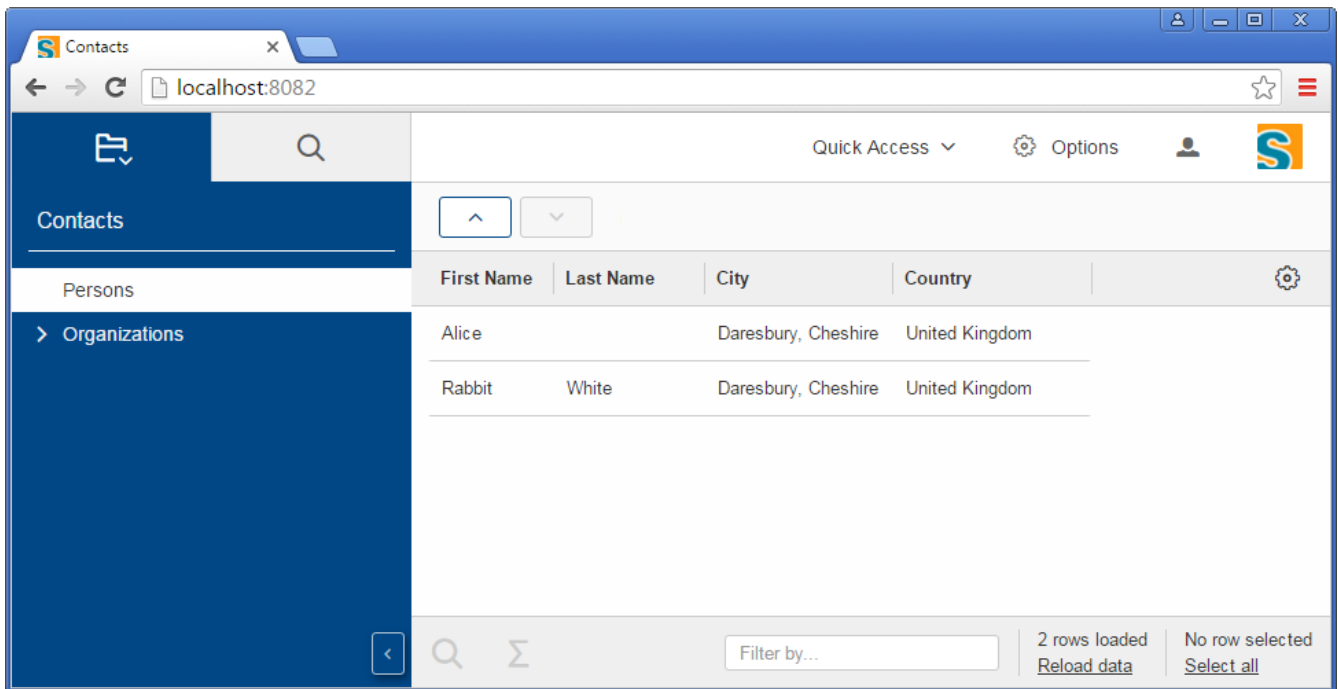 Contacts
localhost:8082
Quick Access
Options
Contacts
Persons
Organizations
First Name Last Name City Country
Alice Daresbury, Cheshire United Kingdom
Rabbit White Daresbury, Cheshire United Kingdom
Filter by...
2 rows loaded
Reload data
No row selected
Select all